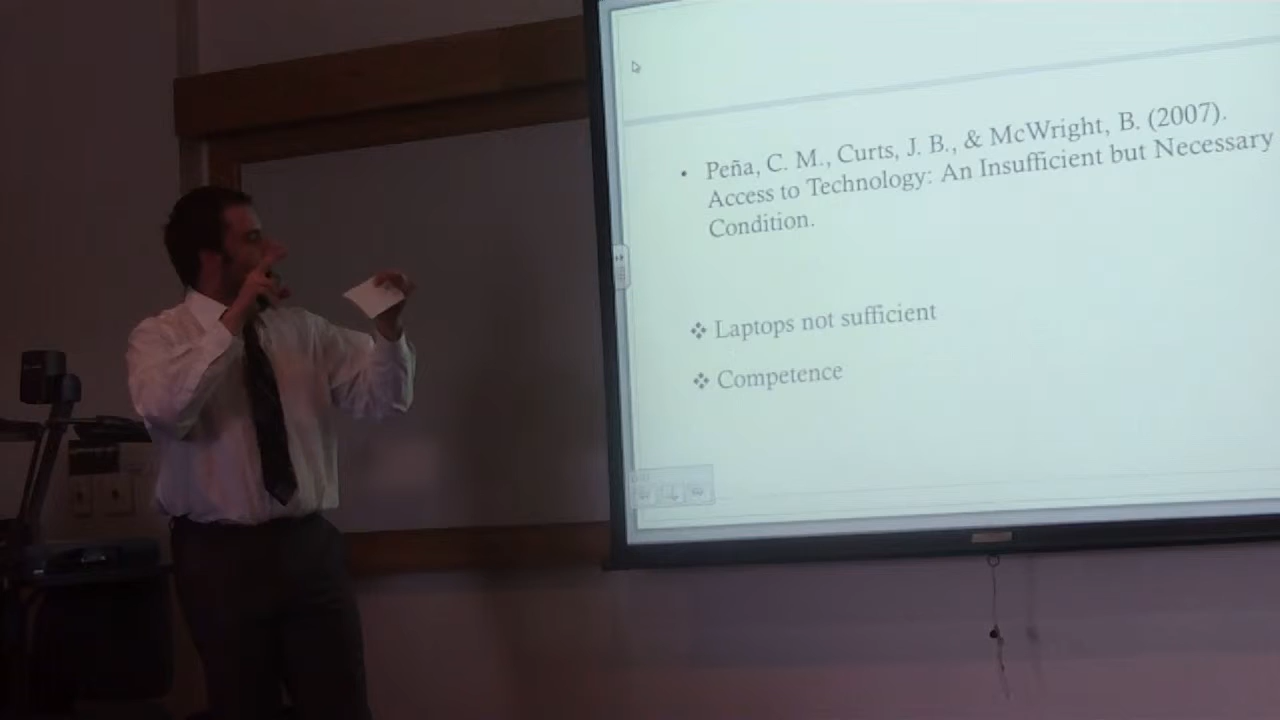 • Peña, C. M., Curts, J. B., & McWright, B. (2007).
Access to Technology: An Insufficient but Necessary
Condition.
❖ Laptops not sufficient
❖ Competence